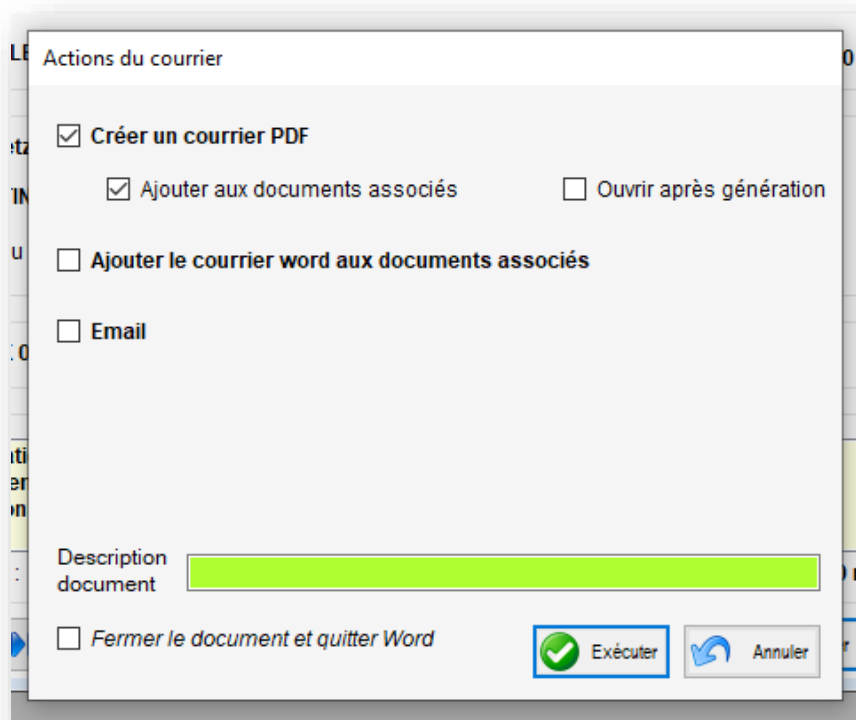 Actions du courrier
Créer un courrier PDF
Ajouter aux documents associés
Ouvrir après génération
Ajouter le courrier word aux documents associés
Email
Description
document
Fermer le document et quitter Word
Exécuter
Annuler